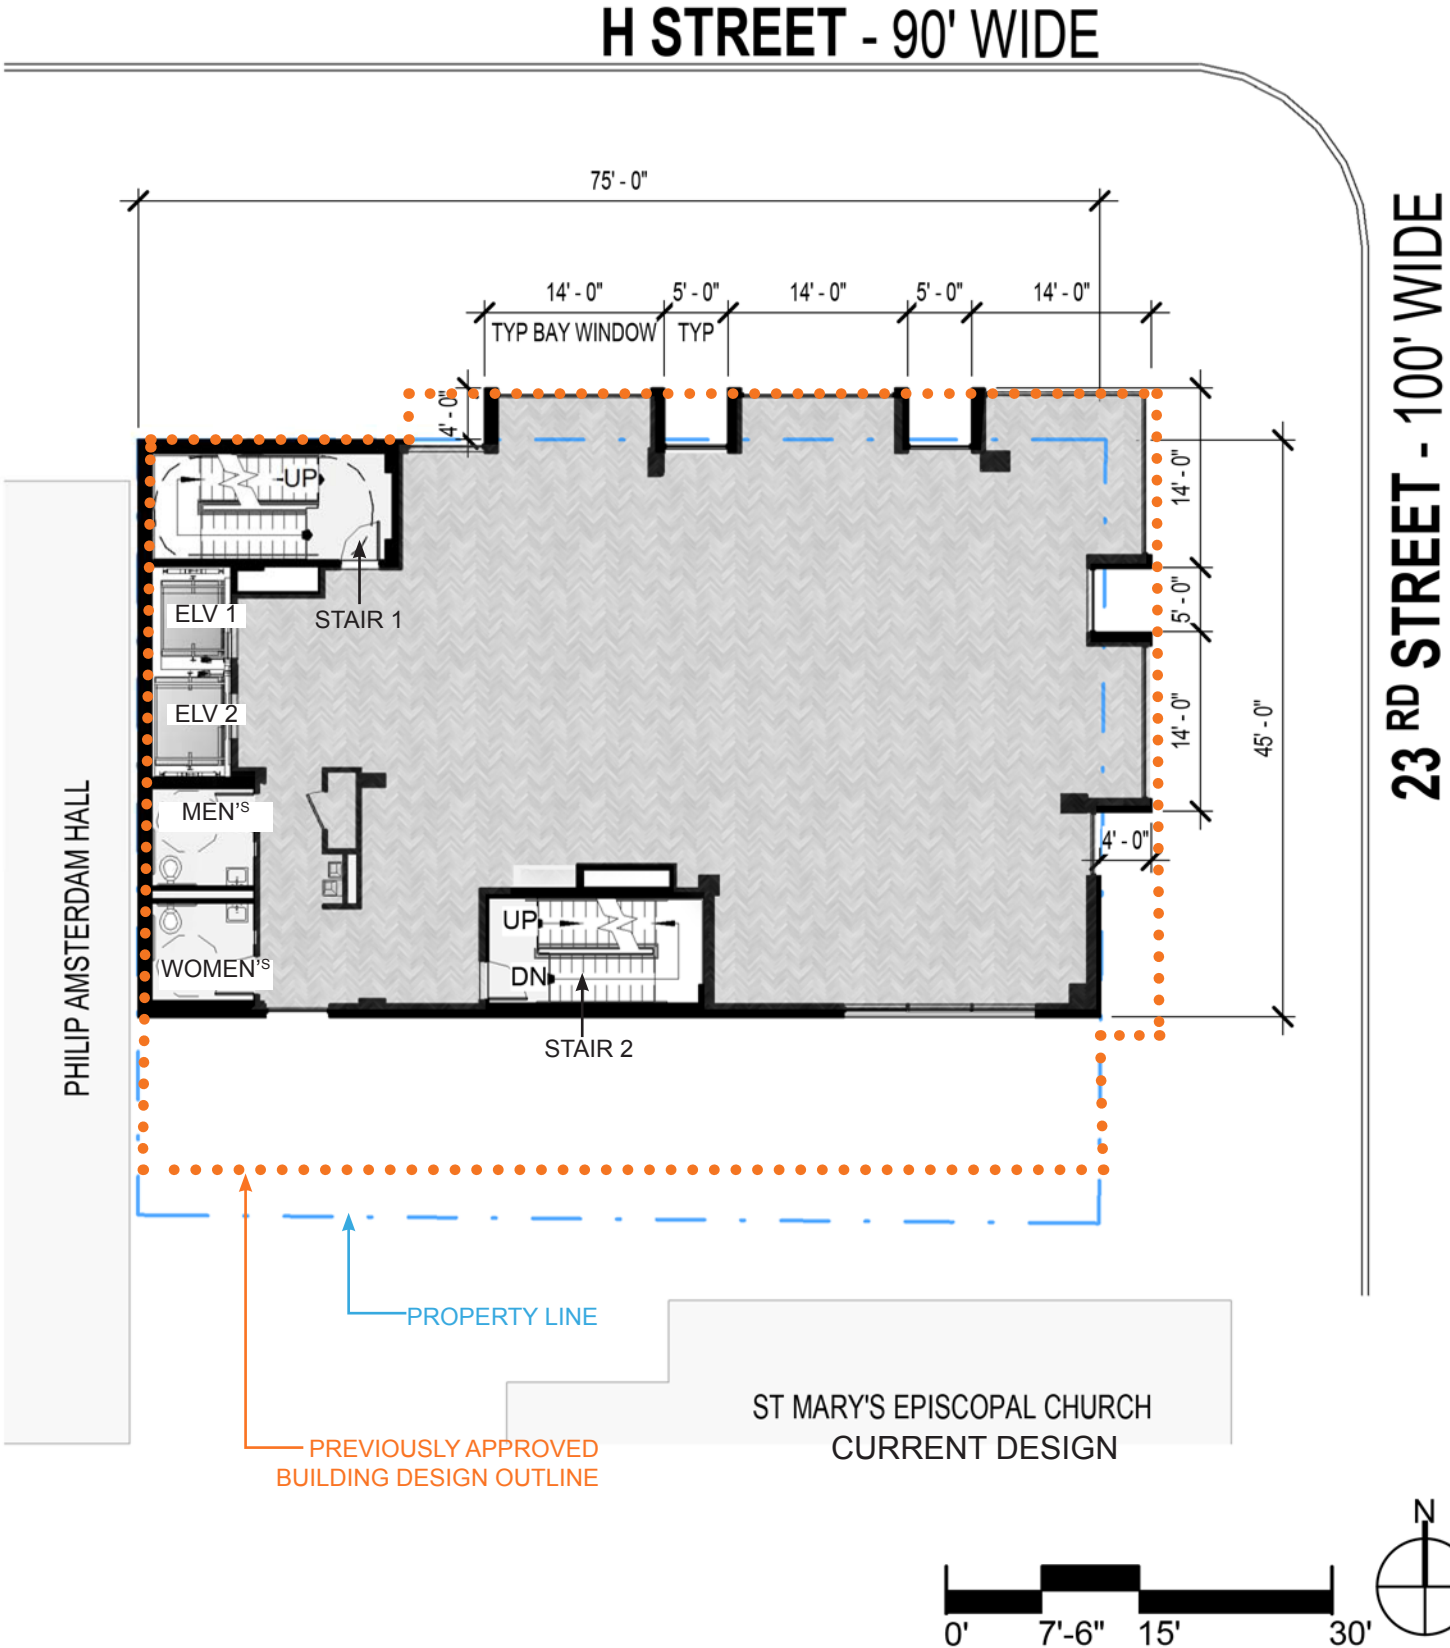 H STREET - 90' WIDE
75' - 0"
14' - 0"
5' - 0"
14' - 0"
5' - 0"
14' - 0"
TYP BAY WINDOW
TYP
4' - 0"
UP
STAIR 1
ELV 1
ELV 2
MEN'S
WOMEN'S
UP
DN
STAIR 2
14' - 0"
5' - 0"
14' - 0"
4' - 0"
45' - 0"
23 RD STREET - 100' WIDE
PHILIP AMSTERDAM HALL
PROPERTY LINE
PREVIOUSLY APPROVED
BUILDING DESIGN OUTLINE
ST MARY'S EPISCOPAL CHURCH
CURRENT DESIGN
N
0' 7'-6" 15' 30'